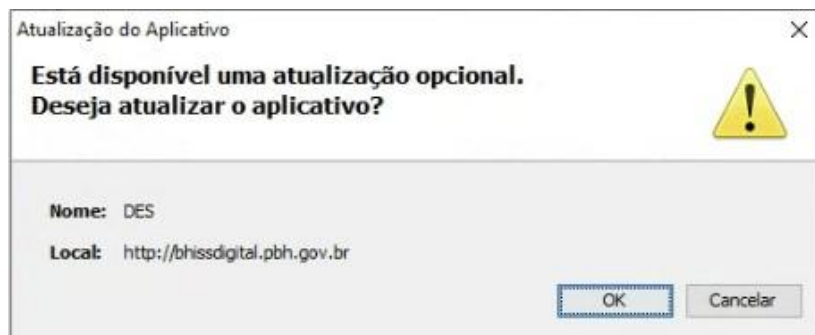 Atualização do Aplicativo
Está disponível uma atualização opcional.
Deseja atualizar o aplicativo?
Nome: DES
Local: http://bhissdigital.pbh.gov.br
OK Cancelar